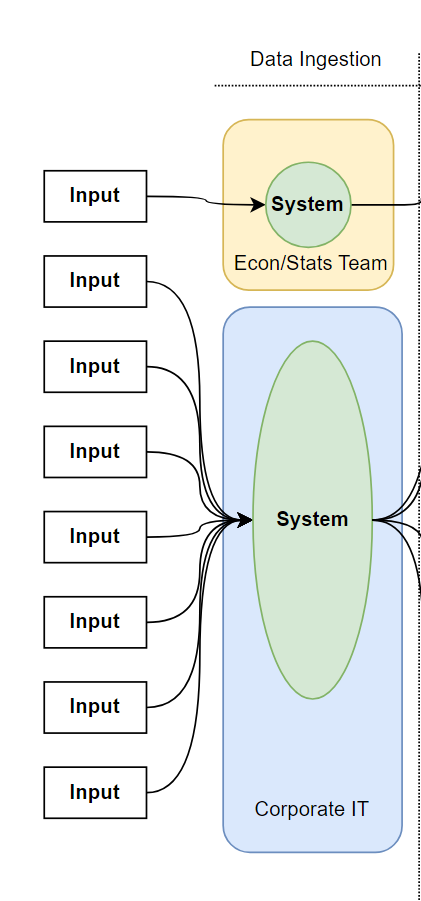 Data Ingestion
Input
System
Econ/Stats Team
Input
Input
Input
Input
System
Input
Input
Input
Corporate IT